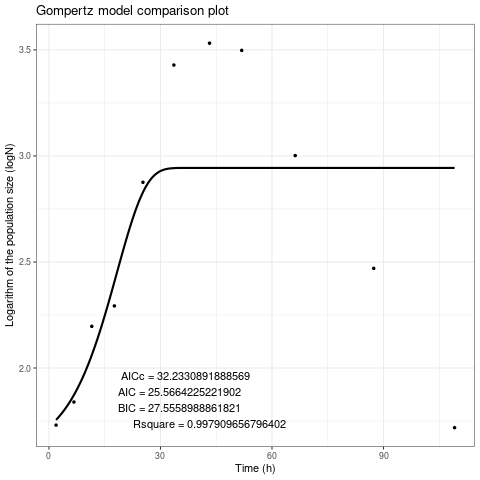 Gompertz model comparison plot
3.5
3.0
2.5
2.0
Logarithm of the population size (logN)
AICc = 32.2330891888569
AIC = 25.5664225221902
BIC = 27.5558988861821
Rsquare = 0.997909656796402
0 30 60 90
Time (h)